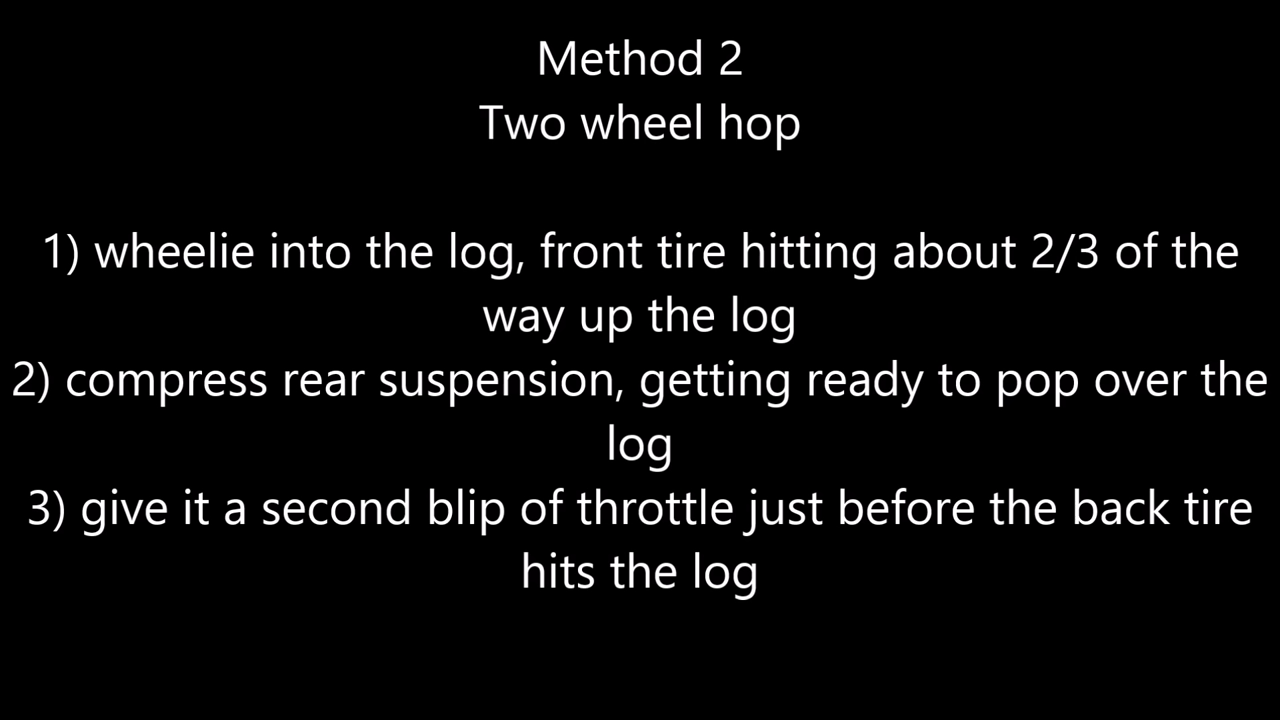 Method 2
Two wheel hop
1) wheelie into the log, front tire hitting about 2/3 of the
way up the log
2) compress rear suspension, getting ready to pop over the
log
3) give it a second blip of throttle just before the back tire
hits the log